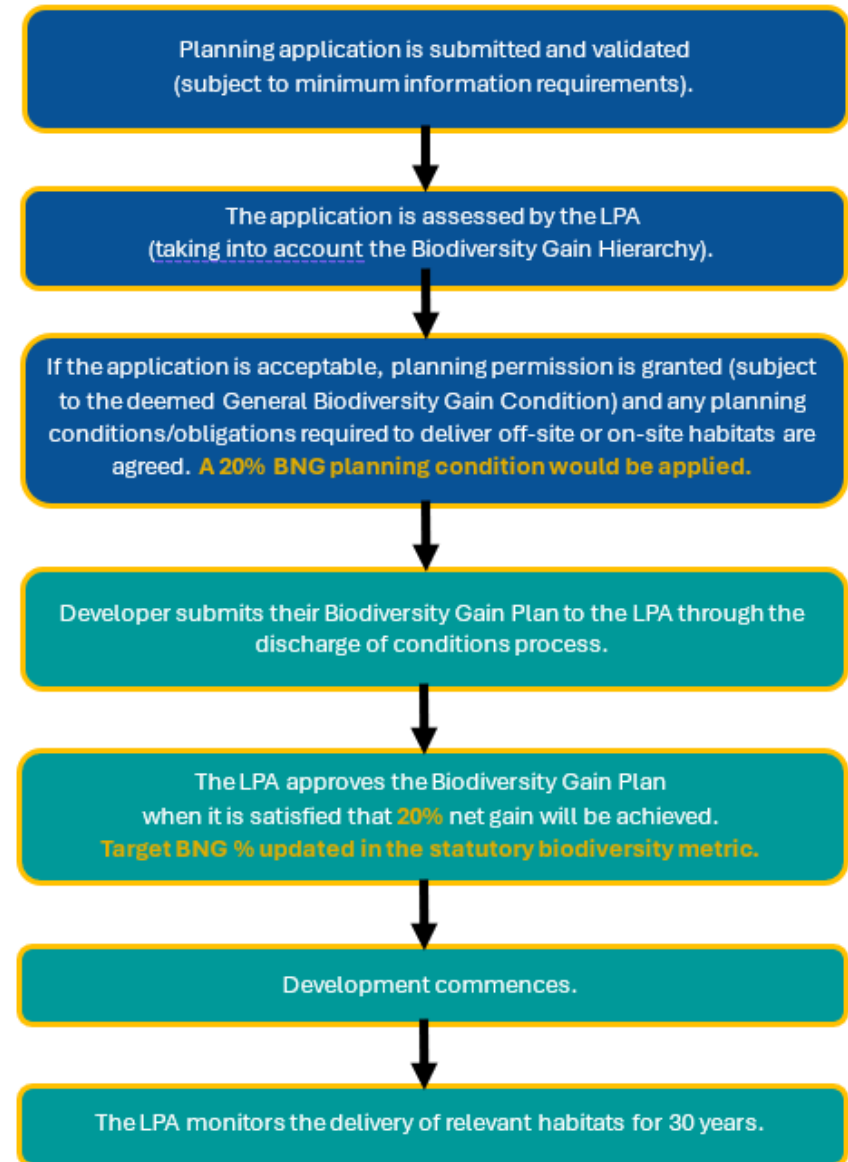 Planning application is submitted and validated
(subject to minimum information requirements).
The application is assessed by the LPA
(taking into account the Biodiversity Gain Hierarchy).
If the application is acceptable, planning permission is granted (subject
to the deemed General Biodiversity Gain Condition) and any planning
conditions/obligations required to deliver off-site or on-site habitats are
agreed. A 20% BNG planning condition would be applied.
Developer submits their Biodiversity Gain Plan to the LPA through the
discharge of conditions process.
The LPA approves the Biodiversity Gain Plan
when it is satisfied that 20% net gain will be achieved.
Target BNG % updated in the statutory biodiversity metric.
Development commences.
The LPA monitors the delivery of relevant habitats for 30 years.